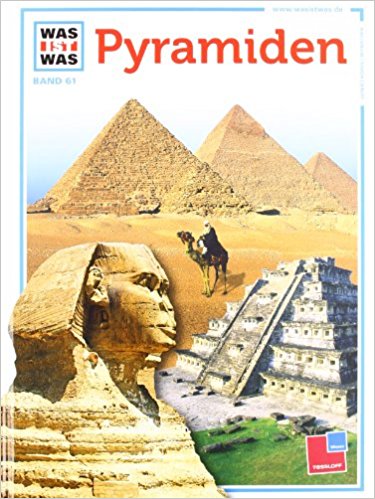 www.wasistwas.de
WAS
IST
WAS
Pyramiden
BAND 61
TESSLOFF